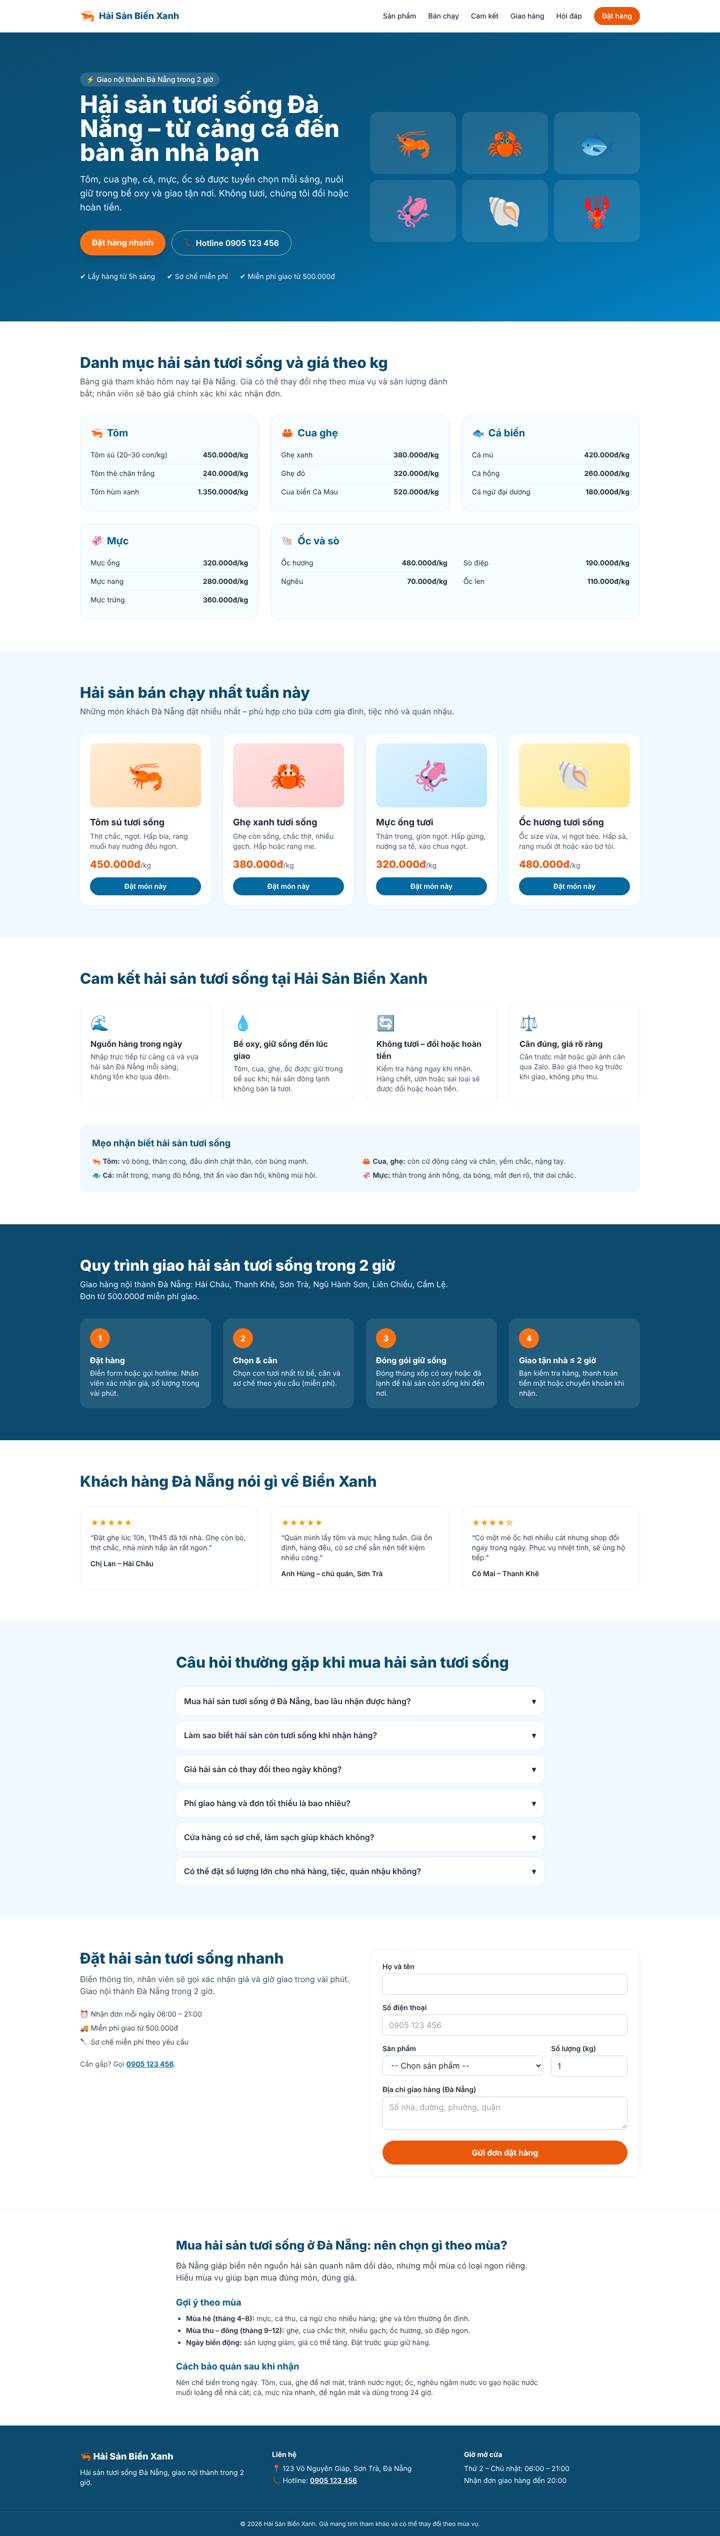 Hải Sản Biển Xanh
Sản phẩm Bán chạy Cam kết Giao hàng Hỏi đáp Đặt hàng
⚡ Giao nội thành Đà Nẵng trong 2 giờ
Hải sản tươi sống Đà
Nẵng – từ cảng cá đến
bàn ăn nhà bạn
Tôm, cua ghẹ, cá, mực, ốc sò được tuyển chọn mỗi sáng, nuôi
giữ trong bể oxy và giao tận nơi. Không tươi, chúng tôi đổi hoặc
hoàn tiền.
Đặt hàng nhanh
Hotline 0905 123 456
✔ Lấy hàng từ 5h sáng ✔ Sơ chế miễn phí ✔ Miễn phí giao từ 500.000đ
Danh mục hải sản tươi sống và giá theo kg
Bảng giá tham khảo hôm nay tại Đà Nẵng. Giá có thể thay đổi nhẹ theo mùa vụ và sản lượng đánh
bắt; nhân viên sẽ báo giá chính xác khi xác nhận đơn.
Tôm
Tôm sú (20–30 con/kg) 450.000đ/kg
Tôm thẻ chân trắng 240.000đ/kg
Tôm hùm xanh 1.350.000đ/kg
Cua ghẹ
Ghẹ xanh 380.000đ/kg
Ghẹ đỏ 320.000đ/kg
Cua biển Cà Mau 520.000đ/kg
Cá biển
Cá mú 420.000đ/kg
Cá hồng 260.000đ/kg
Cá ngừ đại dương 180.000đ/kg
Mực
Mực ống 320.000đ/kg
Mực nang 280.000đ/kg
Mực trứng 360.000đ/kg
Ốc và sò
Ốc hương 480.000đ/kg Sò điệp 190.000đ/kg
Nghêu 70.000đ/kg Ốc len 110.000đ/kg
Hải sản bán chạy nhất tuần này
Những món khách Đà Nẵng đặt nhiều nhất – phù hợp cho bữa cơm gia đình, tiệc nhỏ và quán nhậu.
Tôm sú tươi sống
Thịt chắc, ngọt. Hấp bia, rang
muối hay nướng đều ngon.
450.000đ/kg
Đặt món này
Ghẹ xanh tươi sống
Ghẹ còn sống, chắc thịt, nhiều
gạch. Hấp hoặc rang me.
380.000đ/kg
Đặt món này
Mực ống tươi
Thân trong, giòn ngọt. Hấp gừng,
nướng sa tế, xào chua ngọt.
320.000đ/kg
Đặt món này
Ốc hương tươi sống
Ốc size vừa, vị ngọt béo. Hấp sả,
rang muối ớt hoặc xào bơ tỏi.
480.000đ/kg
Đặt món này
Cam kết hải sản tươi sống tại Hải Sản Biển Xanh
Nguồn hàng trong ngày
Nhập trực tiếp từ cảng cá và vựa
hải sản Đà Nẵng mỗi sáng,
không tồn kho qua đêm.
Bể oxy, giữ sống đến lúc
giao
Tôm, cua, ghẹ, ốc được giữ trong
bể sục khí; hải sản đông lạnh
không bán là tươi.
Không tươi – đổi hoặc hoàn
tiền
Kiểm tra hàng ngay khi nhận.
Hàng chết, ươn hoặc sai loại sẽ
được đổi hoặc hoàn tiền.
Cân đúng, giá rõ ràng
Cân trước mặt hoặc gửi ảnh cân
qua Zalo. Báo giá theo kg trước
khi giao, không phụ thu.
Mẹo nhận biết hải sản tươi sống
Tôm: vỏ bóng, thân cong, đầu dính chặt thân, còn búng mạnh.
Cua, ghẹ: còn cử động càng và chân, yếm chắc, nặng tay.
Cá: mắt trong, mang đỏ hồng, thịt ấn vào đàn hồi, không mùi hôi.
Mực: thân trong ánh hồng, da bóng, mắt đen rõ, thịt dai chắc.
Quy trình giao hải sản tươi sống trong 2 giờ
Giao hàng nội thành Đà Nẵng: Hải Châu, Thanh Khê, Sơn Trà, Ngũ Hành Sơn, Liên Chiểu, Cẩm Lệ.
Đơn từ 500.000đ miễn phí giao.
1
Đặt hàng
Điền form hoặc gọi hotline. Nhân
viên xác nhận giá, số lượng trong
vài phút.
2
Chọn & cân
Chọn con tươi nhất từ bể, cân và
sơ chế theo yêu cầu (miễn phí).
3
Đóng gói giữ sống
Đóng thùng xốp có oxy hoặc đá
lạnh để hải sản còn sống khi đến
nơi.
4
Giao tận nhà ≤ 2 giờ
Bạn kiểm tra hàng, thanh toán
tiền mặt hoặc chuyển khoản khi
nhận.
Khách hàng Đà Nẵng nói gì về Biển Xanh
★★★★★
“Đặt ghẹ lúc 10h, 11h45 đã tới nhà. Ghẹ còn bò,
thịt chắc, nhà mình hấp ăn rất ngon.”
Chị Lan – Hải Châu
★★★★★
“Quán mình lấy tôm và mực hằng tuần. Giá ổn
định, hàng đều, có sơ chế sẵn nên tiết kiệm
nhiều công.”
Anh Hùng – chủ quán, Sơn Trà
★★★★☆
“Có một mẻ ốc hơi nhiều cát nhưng shop đổi
ngay trong ngày. Phục vụ nhiệt tình, sẽ ủng hộ
tiếp.”
Cô Mai – Thanh Khê
Câu hỏi thường gặp khi mua hải sản tươi sống
Mua hải sản tươi sống ở Đà Nẵng, bao lâu nhận được hàng? ▾
Làm sao biết hải sản còn tươi sống khi nhận hàng? ▾
Giá hải sản có thay đổi theo ngày không? ▾
Phí giao hàng và đơn tối thiểu là bao nhiêu? ▾
Cửa hàng có sơ chế, làm sạch giúp khách không? ▾
Có thể đặt số lượng lớn cho nhà hàng, tiệc, quán nhậu không? ▾
Đặt hải sản tươi sống nhanh
Điền thông tin, nhân viên sẽ gọi xác nhận giá và giờ giao trong vài phút.
Giao nội thành Đà Nẵng trong 2 giờ.
Nhận đơn mỗi ngày 06:00 – 21:00
Miễn phí giao từ 500.000đ
Sơ chế miễn phí theo yêu cầu
Cần gấp? Gọi 0905 123 456.
Họ và tên
Số điện thoại
0905 123 456
Sản phẩm Số lượng (kg)
-- Chọn sản phẩm -- 1
Địa chỉ giao hàng (Đà Nẵng)
Số nhà, đường, phường, quận
Gửi đơn đặt hàng
Mua hải sản tươi sống ở Đà Nẵng: nên chọn gì theo mùa?
Đà Nẵng giáp biển nên nguồn hải sản quanh năm dồi dào, nhưng mỗi mùa có loại ngon riêng.
Hiểu mùa vụ giúp bạn mua đúng món, đúng giá.
Gợi ý theo mùa
• Mùa hè (tháng 4–8): mực, cá thu, cá ngừ cho nhiều hàng; ghẹ và tôm thường ổn định.
• Mùa thu – đông (tháng 9–12): ghẹ, cua chắc thịt, nhiều gạch; ốc hương, sò điệp ngon.
• Ngày biển động: sản lượng giảm, giá có thể tăng. Đặt trước giúp giữ hàng.
Cách bảo quản sau khi nhận
Nên chế biến trong ngày. Tôm, cua, ghẹ để nơi mát, tránh nước ngọt; ốc, nghêu ngâm nước vo gạo hoặc nước
muối loãng để nhả cát; cá, mực rửa nhanh, để ngăn mát và dùng trong 24 giờ.
Hải Sản Biển Xanh
Hải sản tươi sống Đà Nẵng, giao nội thành trong 2
giờ.
Liên hệ
123 Võ Nguyên Giáp, Sơn Trà, Đà Nẵng
Hotline: 0905 123 456
Giờ mở cửa
Thứ 2 – Chủ nhật: 06:00 – 21:00
Nhận đơn giao hàng đến 20:00
© 2026 Hải Sản Biển Xanh. Giá mang tính tham khảo và có thể thay đổi theo mùa vụ.